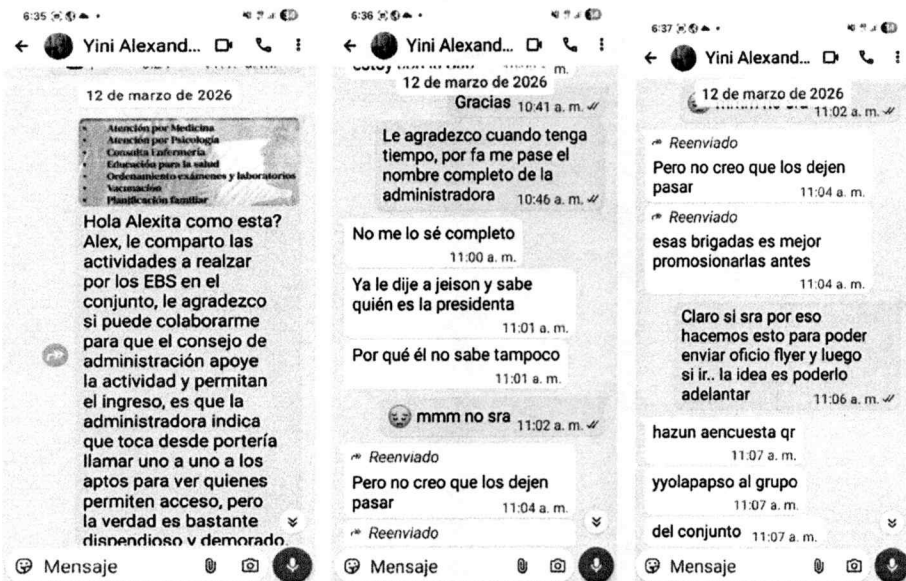 6:35
Yini Alexand...
12 de marzo de 2026
• Atención por Medicina
• Atención por Psicología
• Consulta Enfermería
• Educación para la salud
• Ordenamiento exámenes y laboratorios
• Vacunación
• Planificación familiar
Hola Alexita como esta?
Alex, le comparto las
actividades a realzar
por los EBS en el
conjunto, le agradezco
si puede colaborarme
para que el consejo de
administración apoye
la actividad y permitan
el ingreso, es que la
administradora indica
que toca desde portería
llamar uno a uno a los
aptos para ver quienes
permiten acceso, pero
la verdad es bastante
dispendioso y demorado.
Mensaje
6:36
Yini Alexand...
m.
12 de marzo de 2026
Gracias 10:41 a. m.
Le agradezco cuando tenga
tiempo, por fa me pase el
nombre completo de la
administradora 10:46 a. m.
No me lo sé completo
11:00 a. m.
Ya le dije a jeison y sabe
quién es la presidenta
11:01 a. m.
Por qué él no sabe tampoco
11:01 a. m.
mmm no sra 11:02 a. m.
Reenviado
Pero no creo que los dejen
pasar 11:04 a. m.
Reenviado
Mensaje
6:37
Yini Alexand...
12 de marzo de 2026
mmm no sra 11:02 a. m.
Reenviado
Pero no creo que los dejen
pasar 11:04 a. m.
Reenviado
esas brigadas es mejor
promosionarlas antes
11:04 a. m.
Claro si sra por eso
hacemos esto para poder
enviar oficio flyer y luego
si ir.. la idea es poderlo
adelantar 11:06 a. m.
hazun aencuesta qr
11:07 a. m.
yyolapapso al grupo
11:07 a. m.
del conjunto 11:07 a. m.
Mensaje